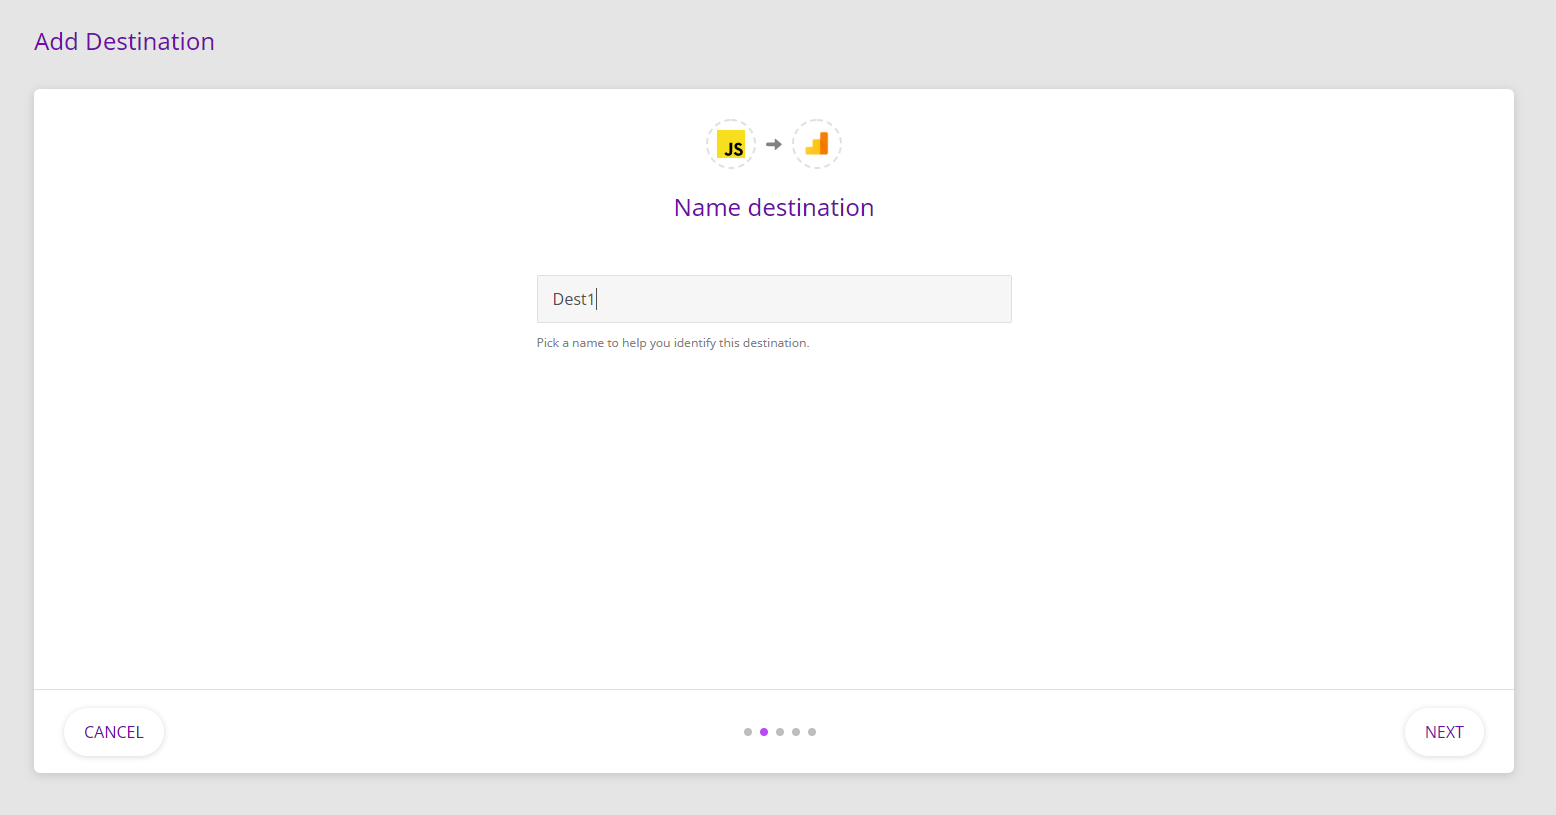 Add Destination
JS
Name destination
Dest1
Pick a name to help you identify this destination.
CANCEL
NEXT